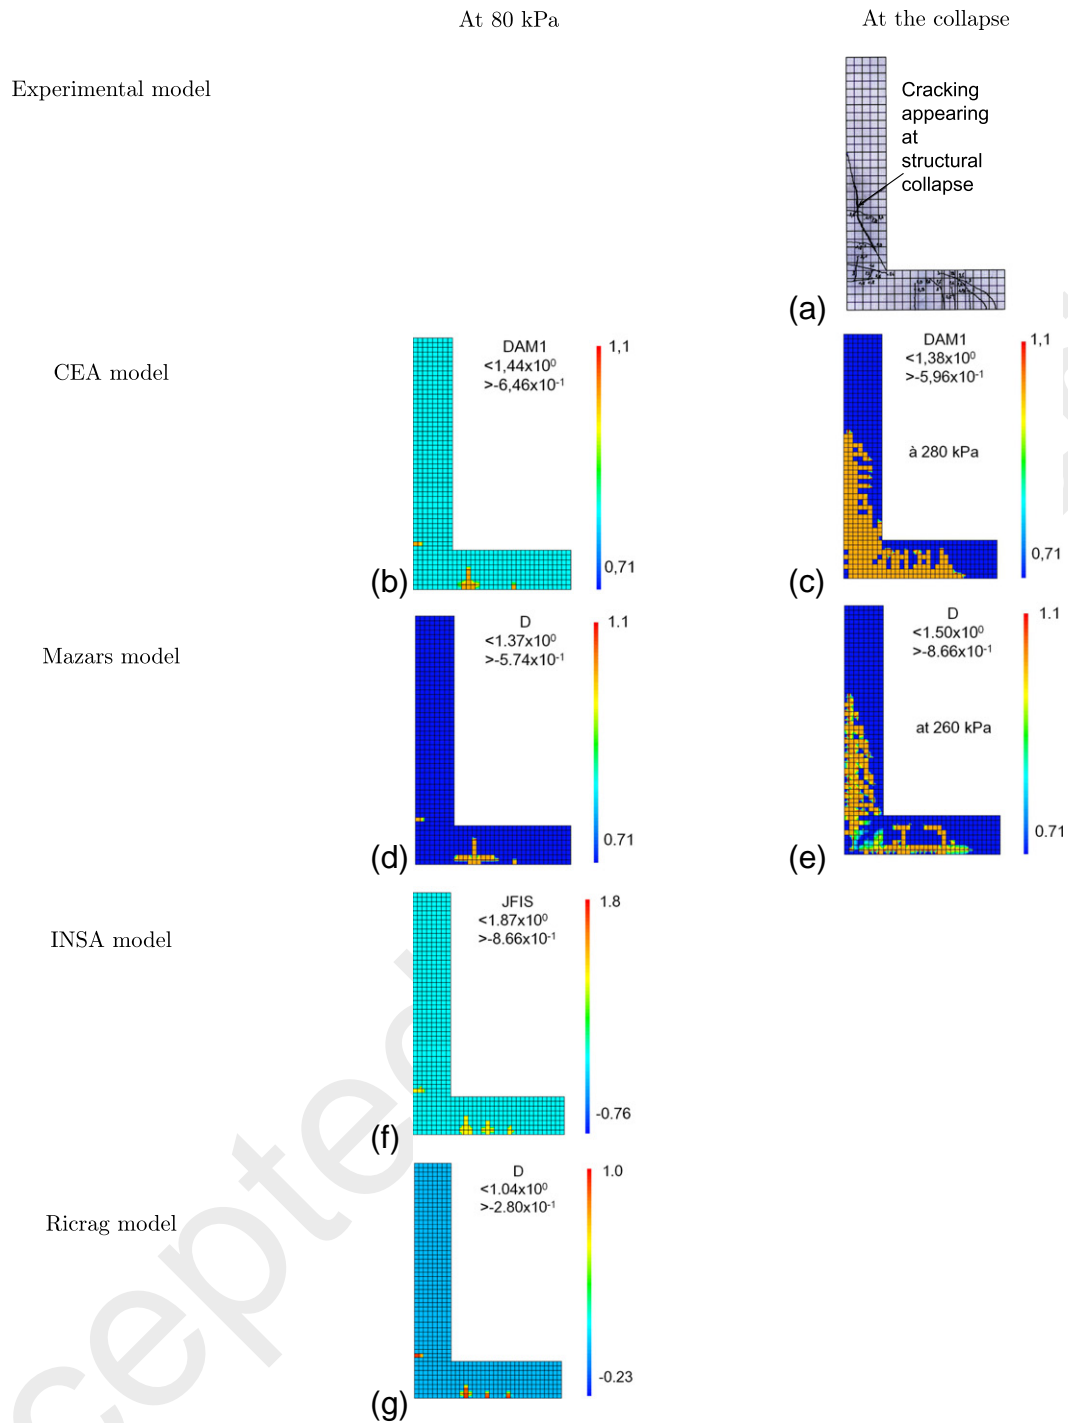 At 80 kPa
At the collapse
Experimental model
Cracking
appearing
at
structural
collapse
(a)
CEA model
DAM1
<1,44x10⁰
>-6,46x10⁻¹
1,1
0,71
(b)
DAM1
<1,38x10⁰
>-5,96x10⁻¹
1,1
à 280 kPa
0,71
(c)
Mazars model
D
<1.37x10⁰
>-5.74x10⁻¹
1.1
0.71
(d)
D
<1.50x10⁰
>-8.66x10⁻¹
1.1
at 260 kPa
0.71
(e)
INSA model
JFIS
<1.87x10⁰
>-8.66x10⁻¹
1.8
-0.76
(f)
Ricrag model
D
<1.04x10⁰
>-2.80x10⁻¹
1.0
-0.23
(g)
cepted